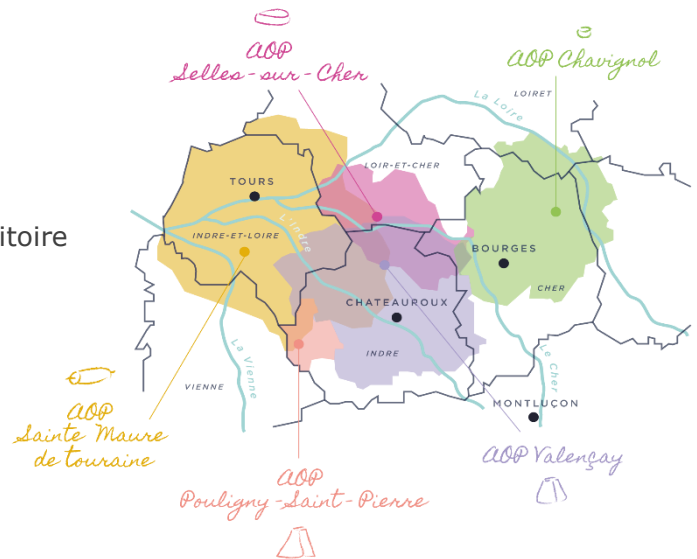 AOP
Selles-sur-Cher
AOP Chavignol
LOIRET
La Loire
LOIR-ET-CHER
TOURS
itoire
INDRE-ET-LOIRE
L'Indre
BOURGES
CHER
CHATEAUROUX
INDRE
La Vienne
VIENNE
Le Cher
MONTLUÇON
AOP
Sainte Maure
de touraine
AOP Valençay
AOP
Pouligny-Saint-Pierre